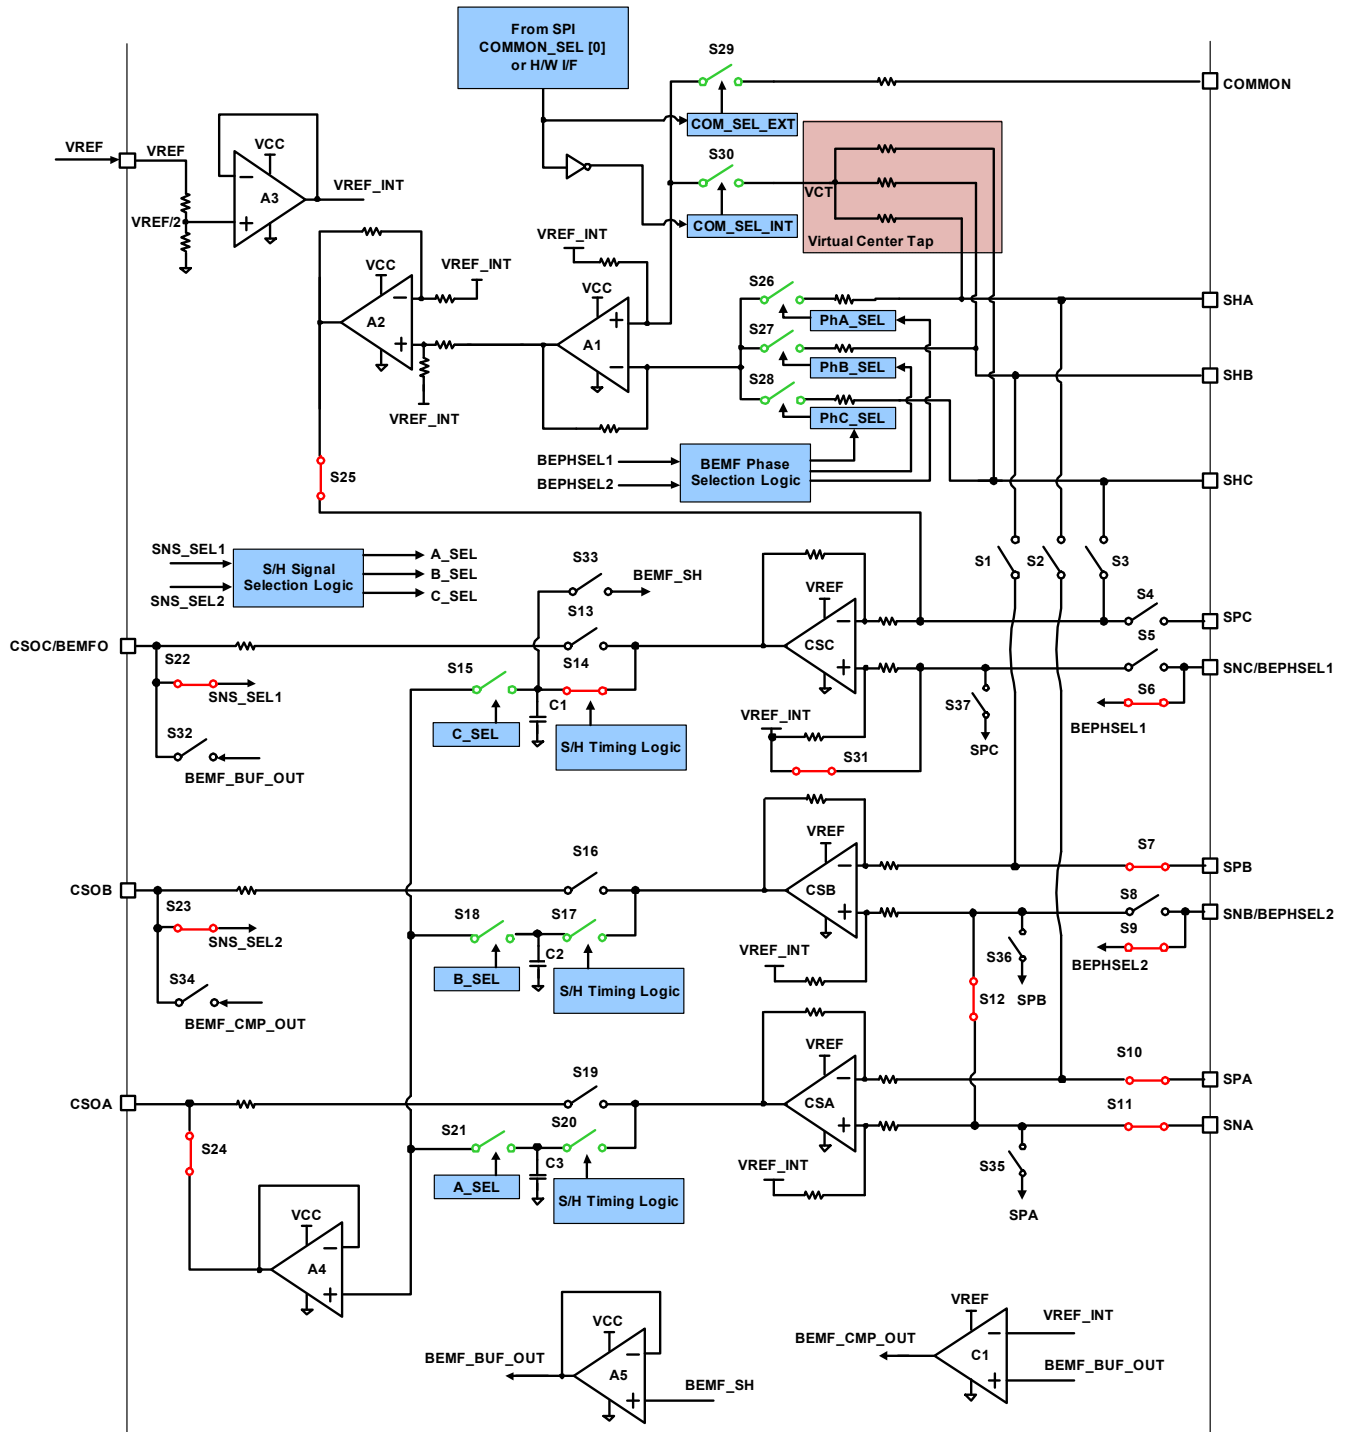 From SPI
COMMON_SEL [0]
or H/W I/F
S29
COMMON
COM_SEL_EXT
VREF
VREF
VCC
A3
VREF_INT
VREF/2
S30
VCT
COM_SEL_INT
Virtual Center Tap
VREF_INT
VCC
VREF_INT
A2
VREF_INT
VCC
A1
S26
SHA
PhA_SEL
S27
PhB_SEL
SHB
S28
PhC_SEL
BEPHSEL1
BEPHSEL2
BEMF Phase
Selection Logic
SHC
S25
SNS_SEL1
SNS_SEL2
S/H Signal
Selection Logic
A_SEL
B_SEL
C_SEL
S33
BEMF_SH
S13
S14
VREF
CSC
S1
S2
S3
S4
SPC
S5
SNC/BEPHSEL1
S6
BEPHSEL1
S37
SPC
CSOC/BEMFO
S22
SNS_SEL1
S32
BEMF_BUF_OUT
S15
C_SEL
C1
S/H Timing Logic
VREF_INT
S31
VREF
CSB
S7
SPB
S8
SNB/BEPHSEL2
S9
BEPHSEL2
S36
SPB
S12
CSOB
S23
SNS_SEL2
S34
BEMF_CMP_OUT
S16
S18
S17
C2
B_SEL
S/H Timing Logic
VREF_INT
VREF
CSA
S10
SPA
S11
SNA
S35
SPA
CSOA
S24
S19
S21
S20
C3
A_SEL
S/H Timing Logic
VREF_INT
VCC
A4
VCC
A5
BEMF_BUF_OUT
BEMF_SH
VREF
C1
VREF_INT
BEMF_CMP_OUT
BEMF_BUF_OUT